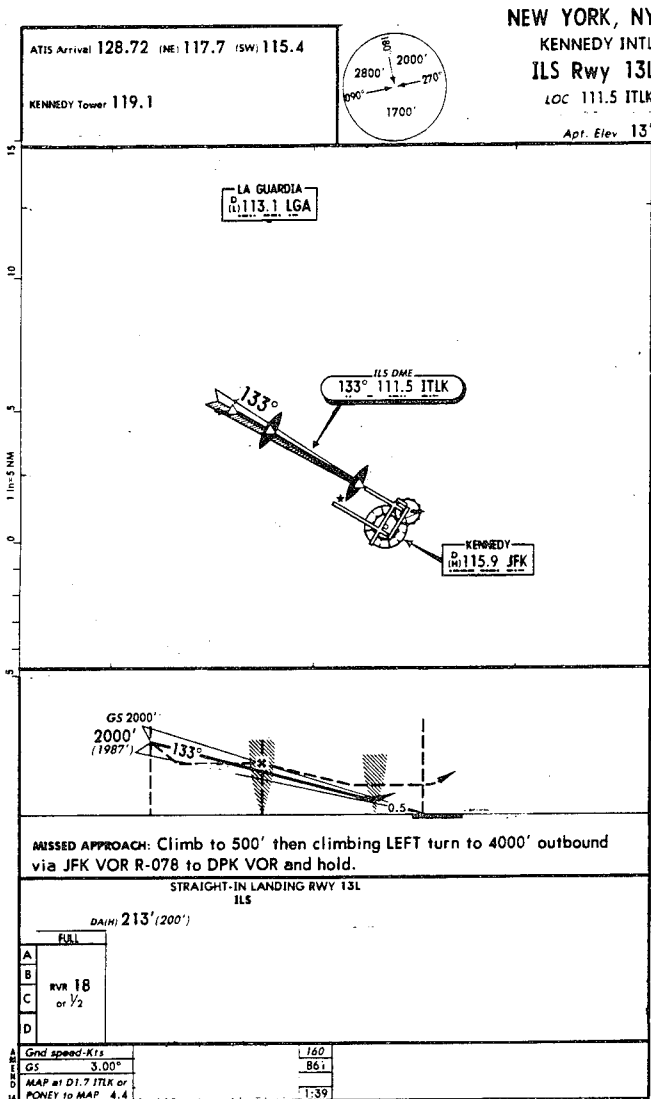 NEW YORK, NY
KENNEDY INTL
ILS Rwy 13L
LOC 111.5 ITLK
Apt. Elev 13'
ATIS Arrival 128.72 (NE) 117.7 (SW) 115.4
KENNEDY Tower 119.1
180°
2800' 2000'
090° 270°
1700'
15
LA GUARDIA
D (L) 113.1 LGA
10
ILS DME
133° 111.5 ITLK
133°
5
1 In=5 NM
0
KENNEDY
D (H) 115.9 JFK
5
GS 2000'
2000'
(1987')
133°
0.5
MISSED APPROACH: Climb to 500' then climbing LEFT turn to 4000' outbound
via JFK VOR R-078 to DPK VOR and hold.
STRAIGHT-IN LANDING RWY 13L
ILS
DA(H) 213' (200')
FULL
A
B
C
D
RVR 18
or ½
Gnd speed-Kts 160
GS 3.00° 861
MAP at D1.7 ITLK or
PONEY to MAP 4.4 1:39